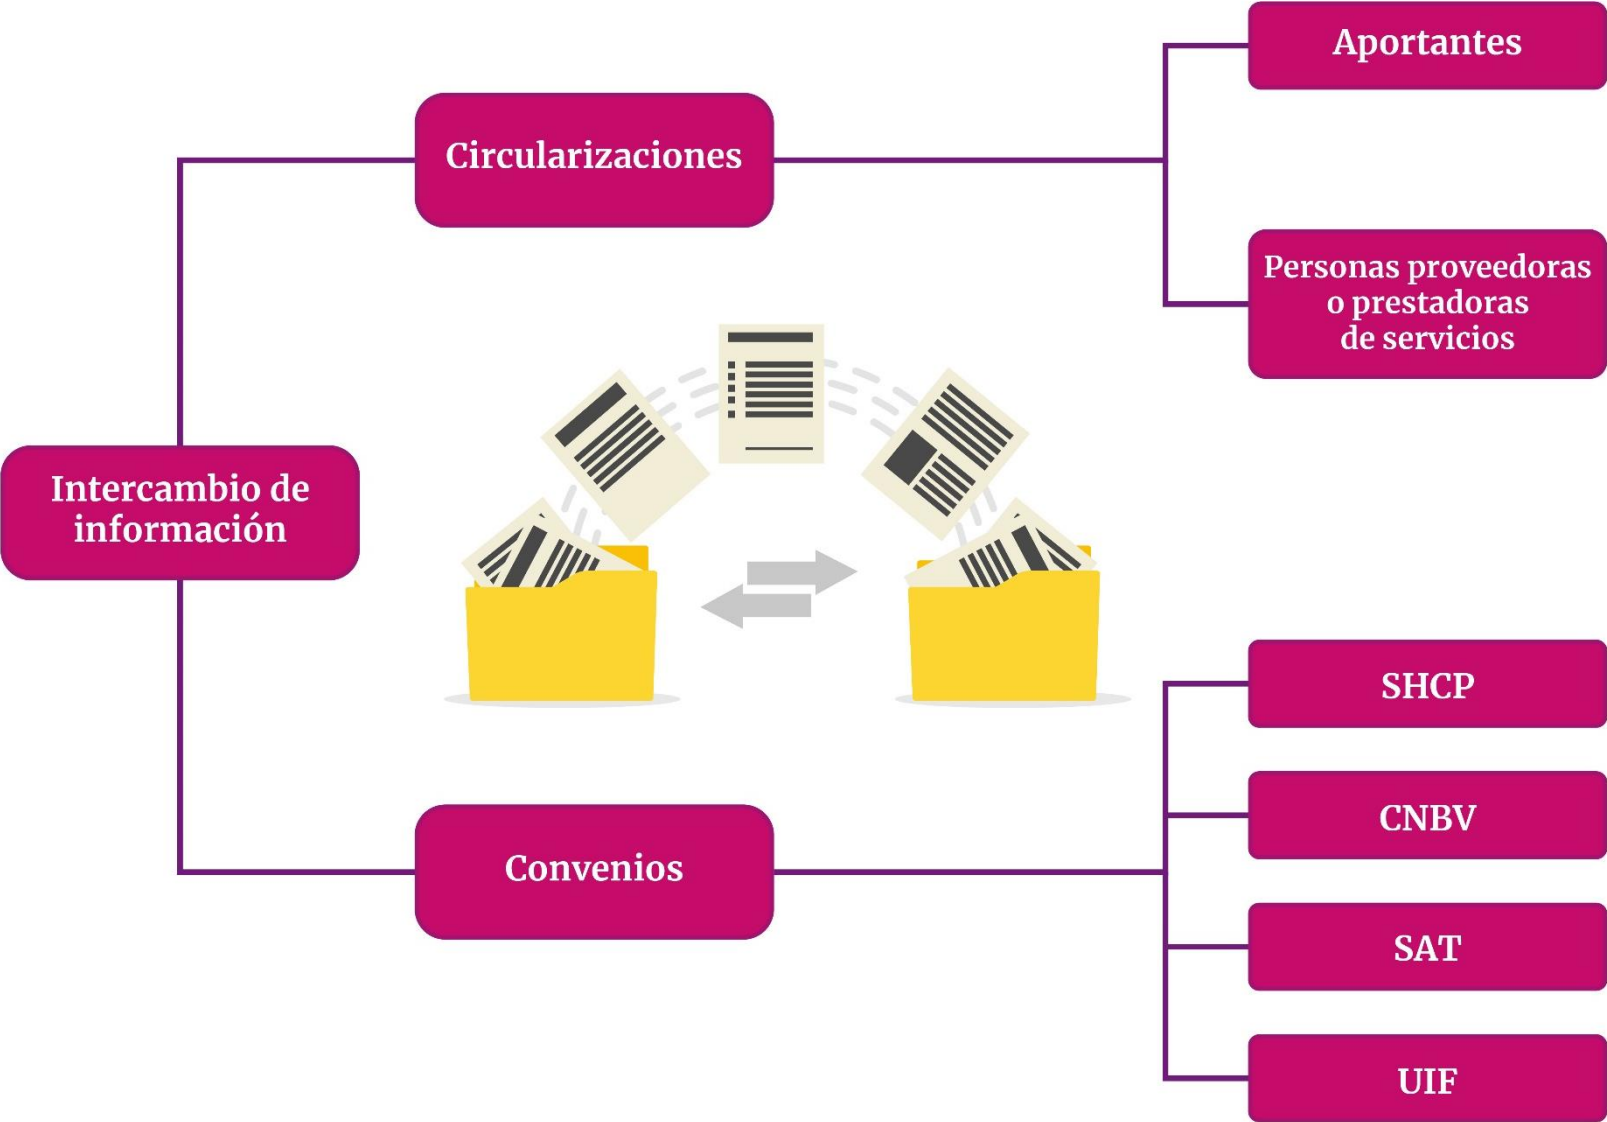 Intercambio de
información
Circularizaciones
Aportantes
Personas proveedoras
o prestadoras
de servicios
Convenios
SHCP
CNBV
SAT
UIF